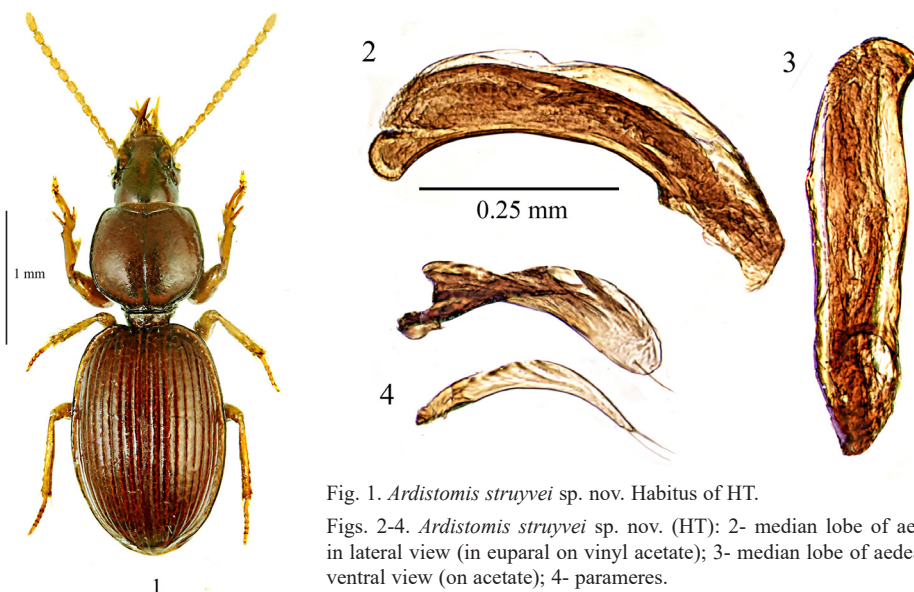 2
3
0.25 mm
1 mm
4
Fig. 1. Ardistomis struyvei sp. nov. Habitus of HT.
Figs. 2-4. Ardistomis struyvei sp. nov. (HT): 2- median lobe of
in lateral view (in euparal on vinyl acetate); 3- median lobe of
ventral view (on acetate); 4- parameres.
1